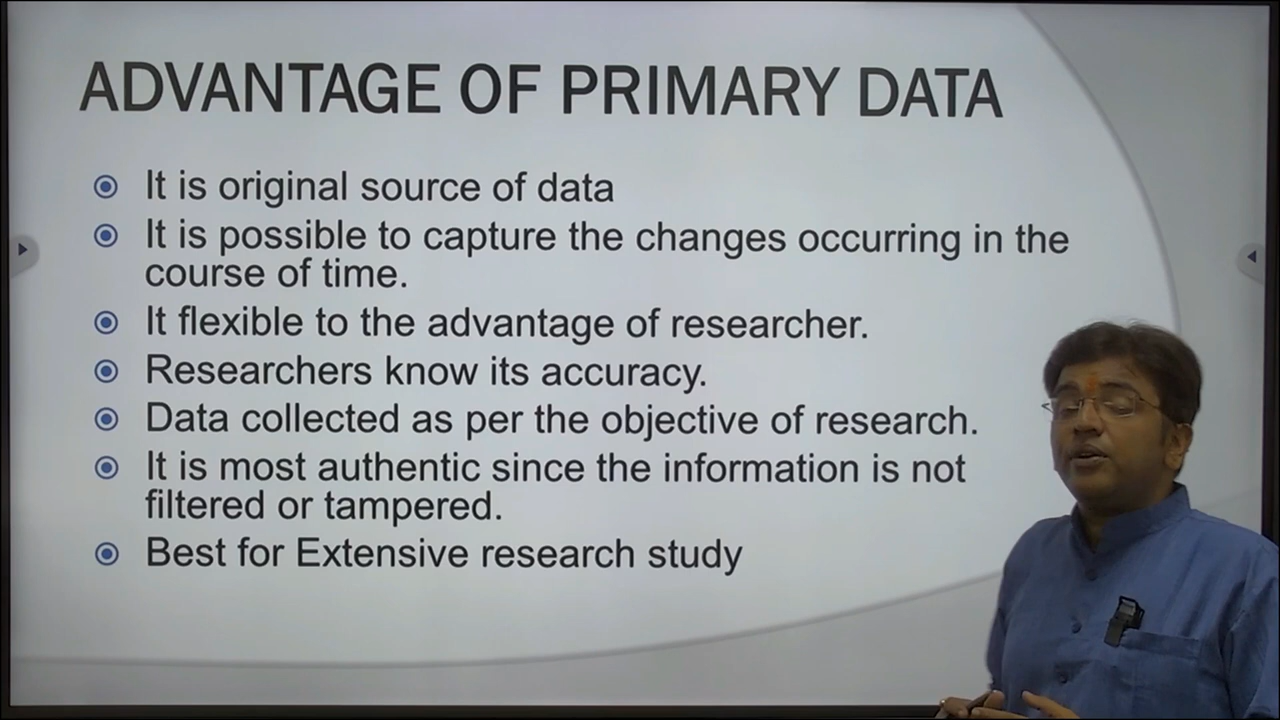 ADVANTAGE OF PRIMARY DATA
It is original source of data
It is possible to capture the changes occurring in the
course of time.
It flexible to the advantage of researcher.
Researchers know its accuracy.
Data collected as per the objective of research.
It is most authentic since the information is not
filtered or tampered.
Best for Extensive research study